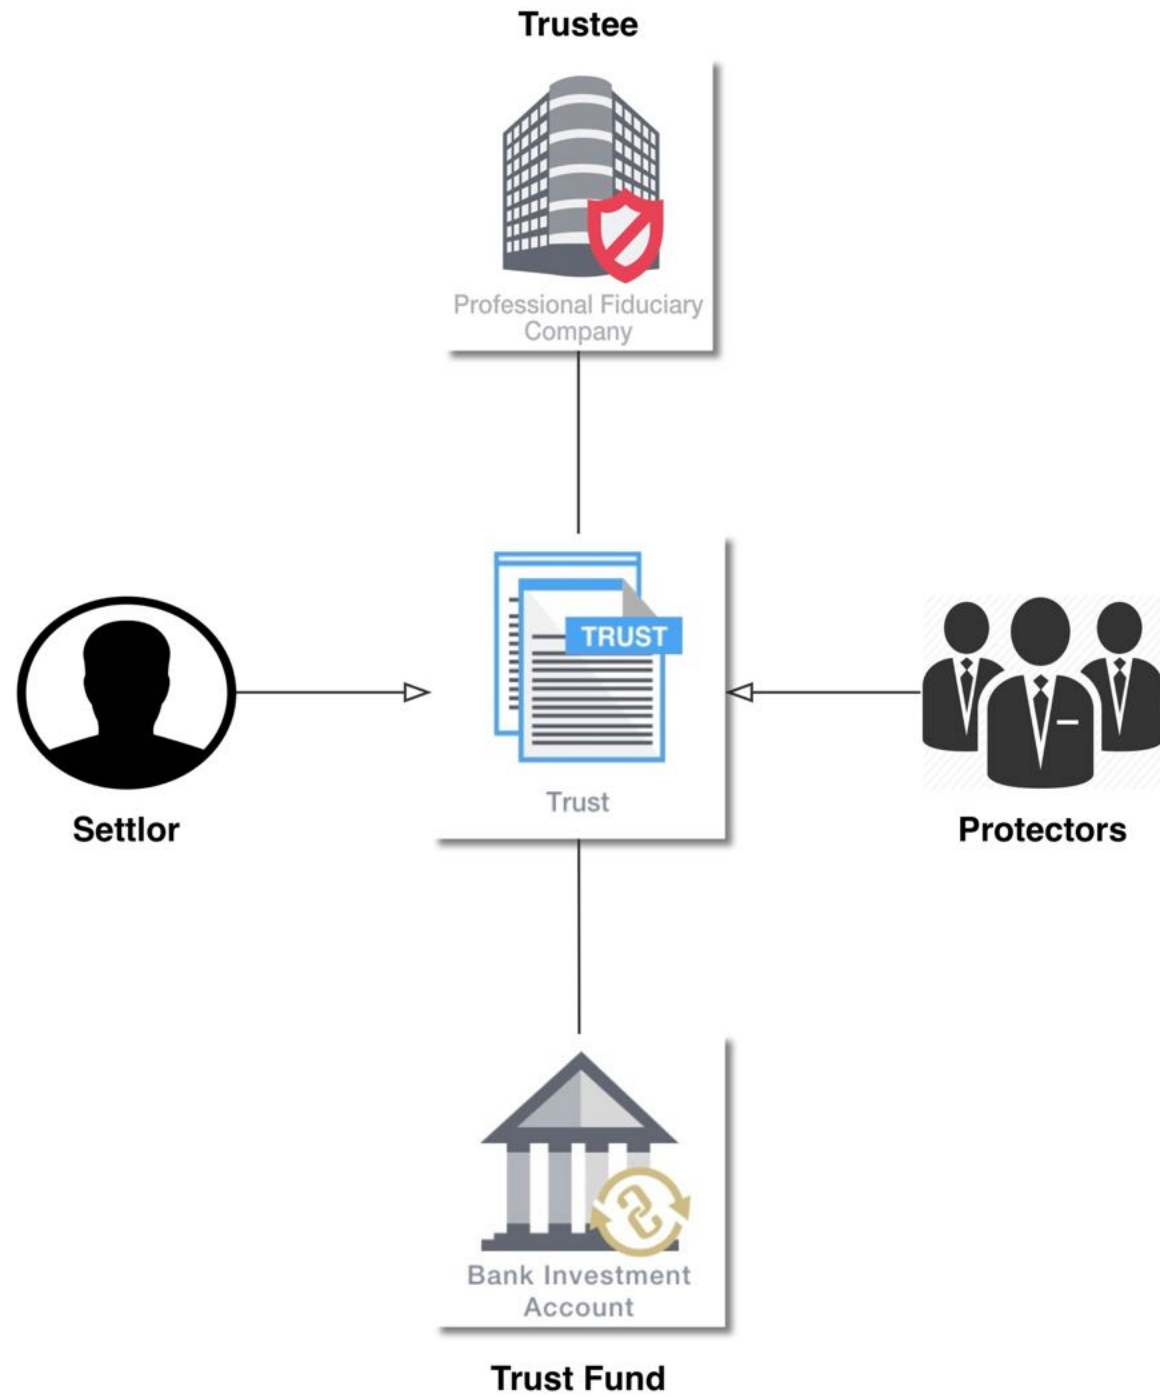 Trustee
Professional Fiduciary
Company
TRUST
Trust
Settlor
Protectors
Bank Investment
Account
Trust Fund